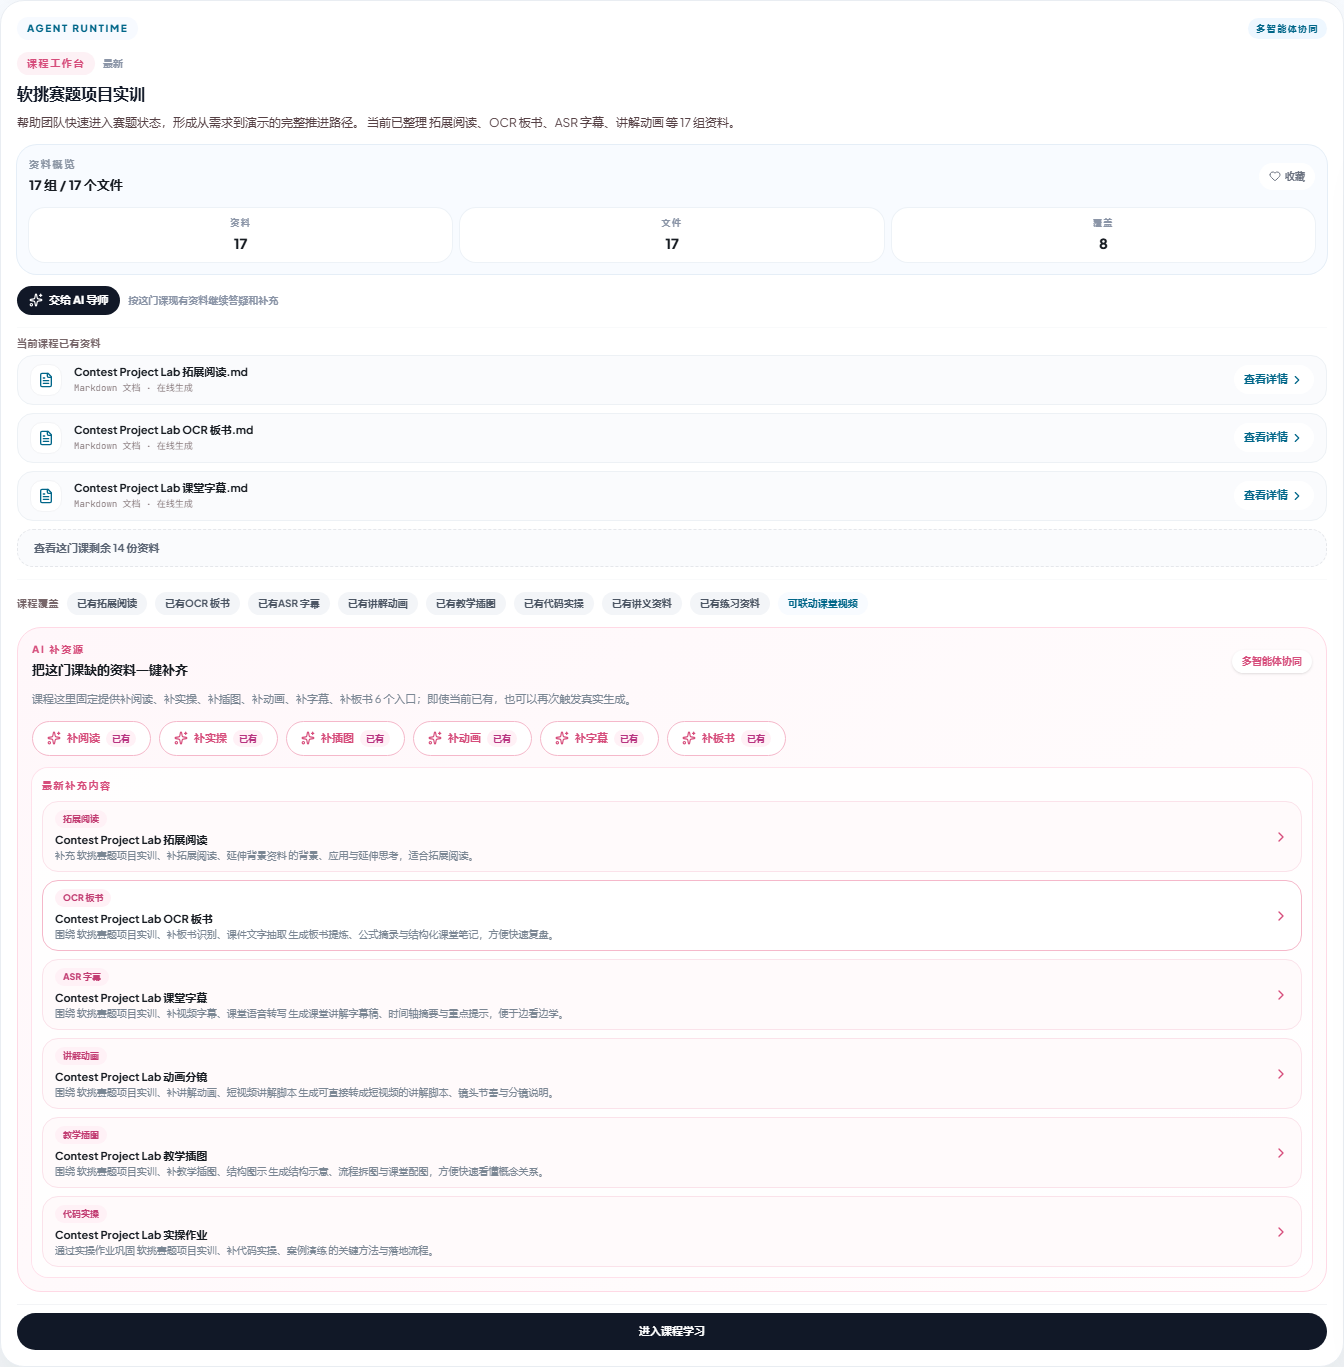 AGENT RUNTIME
多智能体协同
课程工作台 最新
软挑赛题项目实训
帮助团队快速进入赛题状态，形成从需求到演示的完整推进路径。 当前已整理 拓展阅读、OCR 板书、ASR 字幕、讲解动画 等 17 组资料。
资料概览
17 组 / 17 个文件
收藏
资料
17
文件
17
覆盖
8
交给 AI 导师 按这门课现有资料继续答疑和补充
当前课程已有资料
Contest Project Lab 拓展阅读.md
Markdown 文档 · 在线生成
查看详情
Contest Project Lab OCR 板书.md
Markdown 文档 · 在线生成
查看详情
Contest Project Lab 课堂字幕.md
Markdown 文档 · 在线生成
查看详情
查看这门课剩余 14 份资料
课程覆盖 已有拓展阅读 已有OCR 板书 已有ASR 字幕 已有讲解动画 已有教学插图 已有代码实操 已有讲义资料 已有练习资料 可联动课堂视频
AI 补资源
把这门课缺的资料一键补齐
多智能体协同
课程这里固定提供补阅读、补实操、补插图、补动画、补字幕、补板书 6 个入口；即使当前已有，也可以再次触发真实生成。
补阅读 已有 补实操 已有 补插图 已有 补动画 已有 补字幕 已有 补板书 已有
最新补充内容
拓展阅读
Contest Project Lab 拓展阅读
补充 软挑赛题项目实训、补拓展阅读、延伸背景资料 的背景、应用与延伸思考，适合拓展阅读。
OCR 板书
Contest Project Lab OCR 板书
围绕 软挑赛题项目实训、补板书识别、课件文字抽取 生成板书提炼、公式摘录与结构化课堂笔记，方便快速复盘。
ASR 字幕
Contest Project Lab 课堂字幕
围绕 软挑赛题项目实训、补视频字幕、课堂语音转写 生成课堂讲解字幕稿、时间轴摘要与重点提示，便于边看边学。
讲解动画
Contest Project Lab 动画分镜
围绕 软挑赛题项目实训、补讲解动画、短视频讲解脚本 生成可直接转成短视频的讲解脚本、镜头节奏与分镜说明。
教学插图
Contest Project Lab 教学插图
围绕 软挑赛题项目实训、补教学插图、结构图示 生成结构示意、流程拆图与课堂配图，方便快速看懂概念关系。
代码实操
Contest Project Lab 实操作业
通过实操作业巩固 软挑赛题项目实训、补代码实操、案例演练 的关键方法与落地流程。
进入课程学习